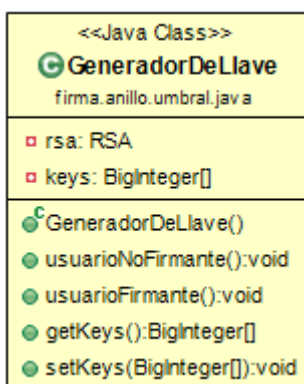 <<Java Class>>
GeneradorDeLlave
firma.anillo.umbral.java
rsa: RSA
keys: BigInteger[]
GeneradorDeLlave()
usuarioNoFirmante():void
usuarioFirmante():void
getKeys():BigInteger[]
setKeys(BigInteger[]):void